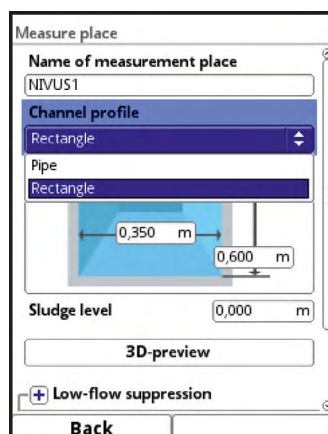 Measure place
Name of measurement place
NIVUS1
Channel profile
Rectangle
Pipe
Rectangle
0,350 m
0,600 m
Sludge level 0,000 m
3D-preview
Low-flow suppression
Back